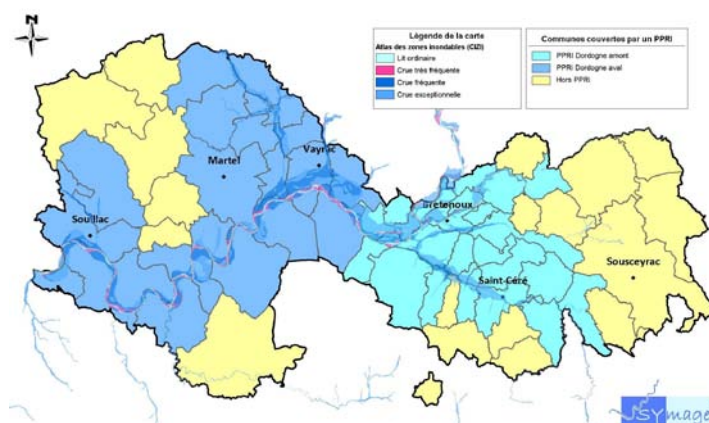 N
Légende de la carte
Atlas des zones inondables (CIZI)
Lit ordinaire
Crue très fréquente
Crue fréquente
Crue exceptionnelle
Communes couvertes par un PPRI
PPRI Dordogne amont
PPRI Dordogne aval
Hors PPRI
Vayrac
Martel
Souillac
Bretenoux
Saint-Céré
Sousceyrac
JSYmage